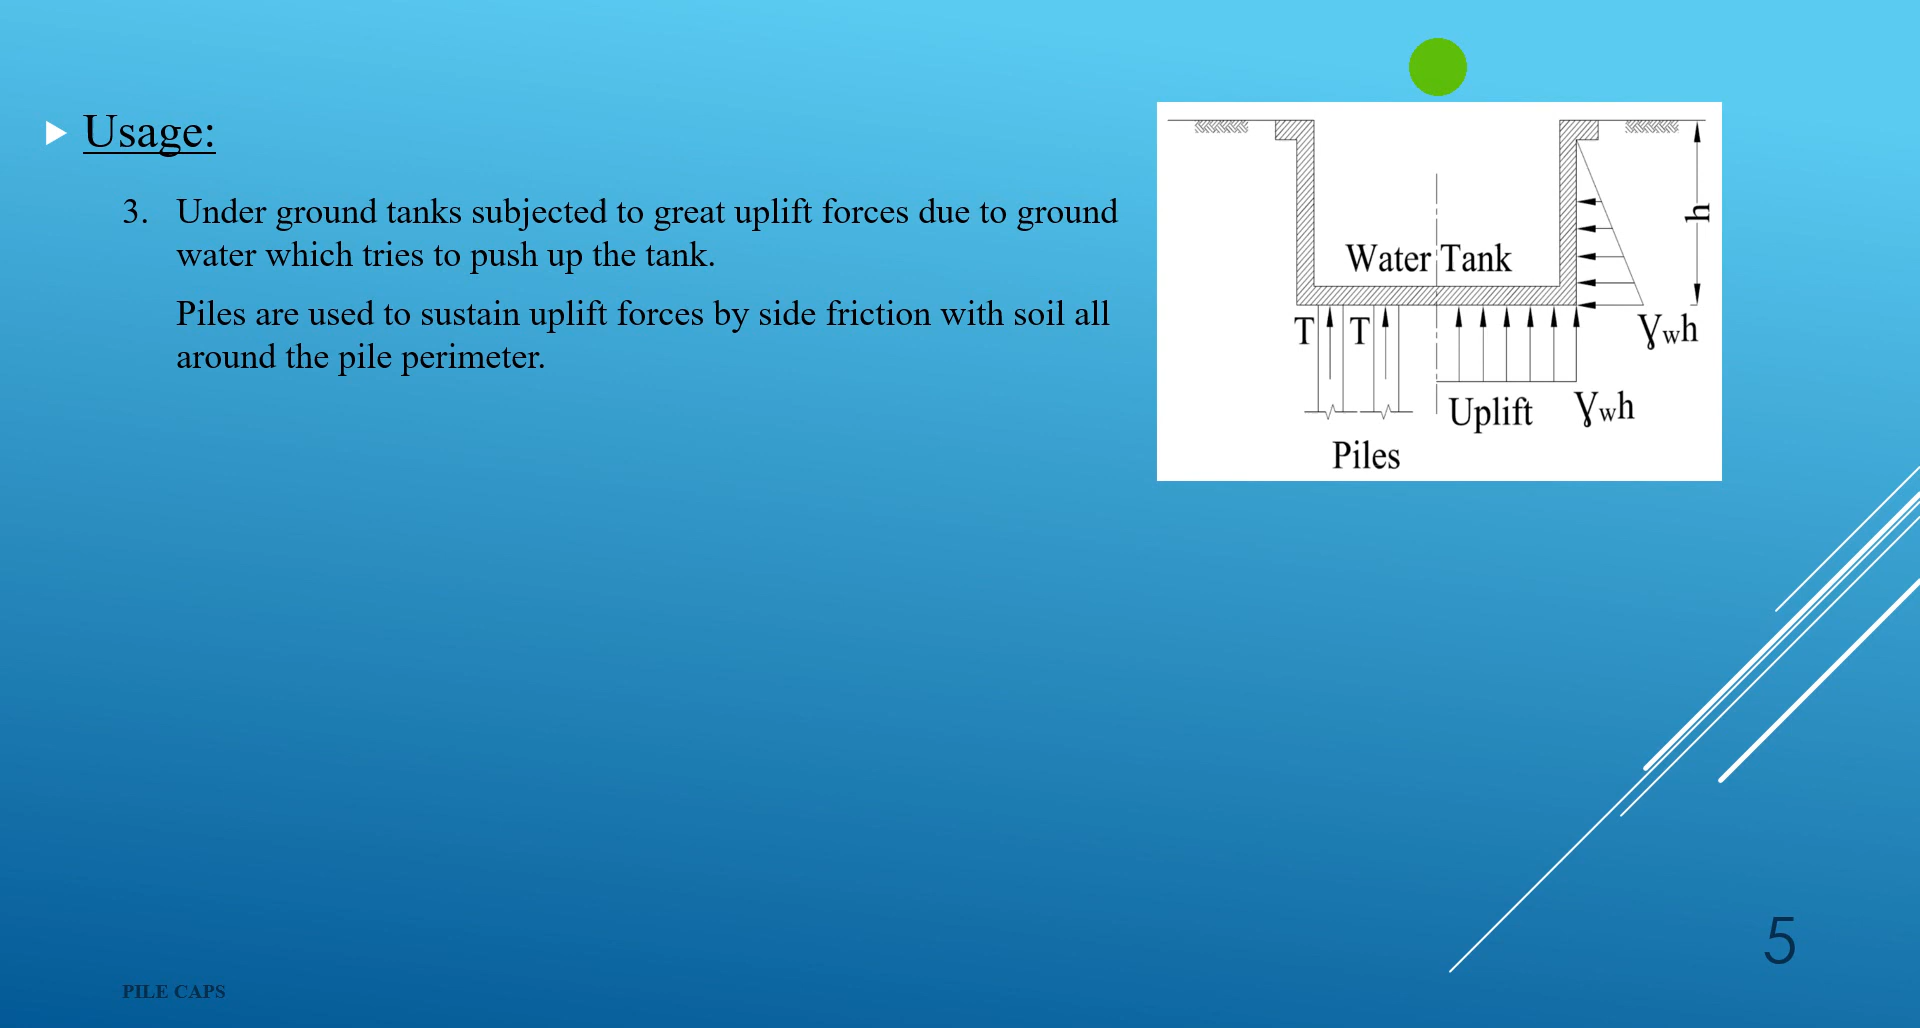 Usage:
3. Under ground tanks subjected to great uplift forces due to ground
water which tries to push up the tank.
Piles are used to sustain uplift forces by side friction with soil all
around the pile perimeter.
h
Water Tank
T T
Ɣwh
Uplift Ɣwh
Piles
5
PILE CAPS